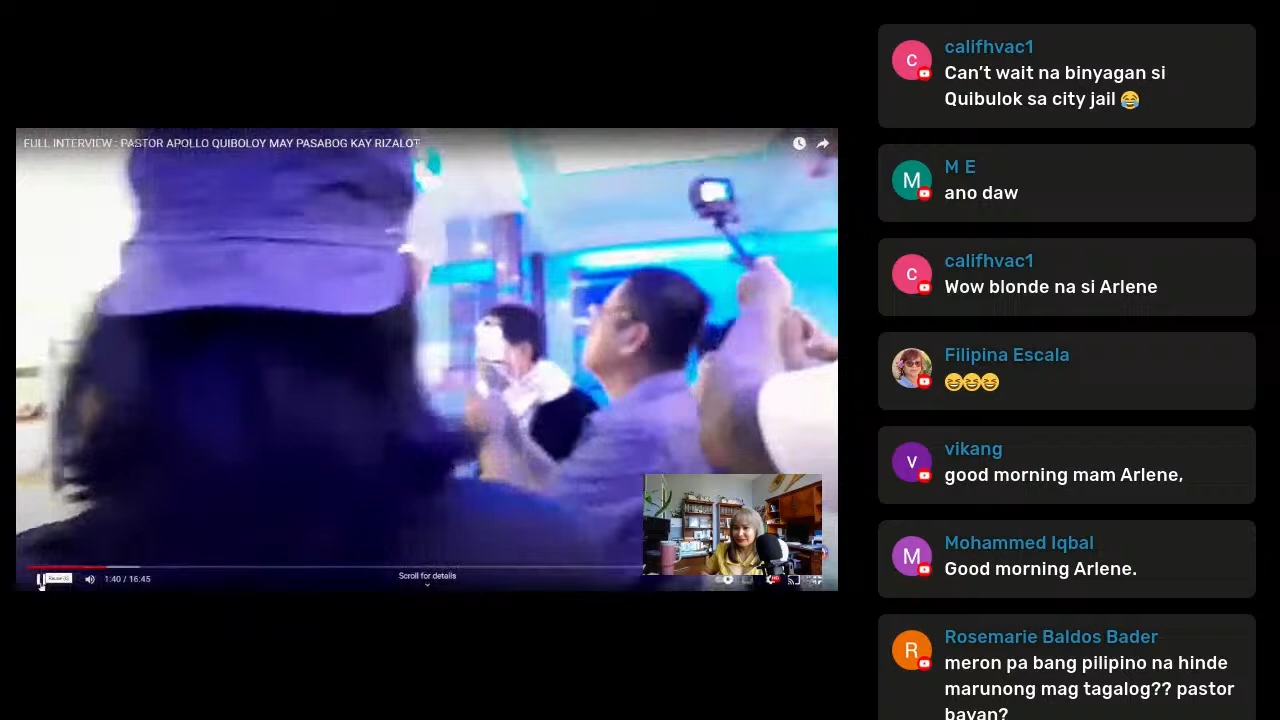 FULL INTERVIEW : PASTOR APOLLO QUIBOLOY MAY PASABOG KAY RIZALOT
Pause (k)
1:40 / 16:45
Scroll for details
HD
C
califhvac1
Can’t wait na binyagan si
Quibulok sa city jail 😂
M
M E
ano daw
C
califhvac1
Wow blonde na si Arlene
Filipina Escala
😆😆😆
V
vikang
good morning mam Arlene,
M
Mohammed Iqbal
Good morning Arlene.
R
Rosemarie Baldos Bader
meron pa bang pilipino na hinde
marunong mag tagalog?? pastor
bayan?